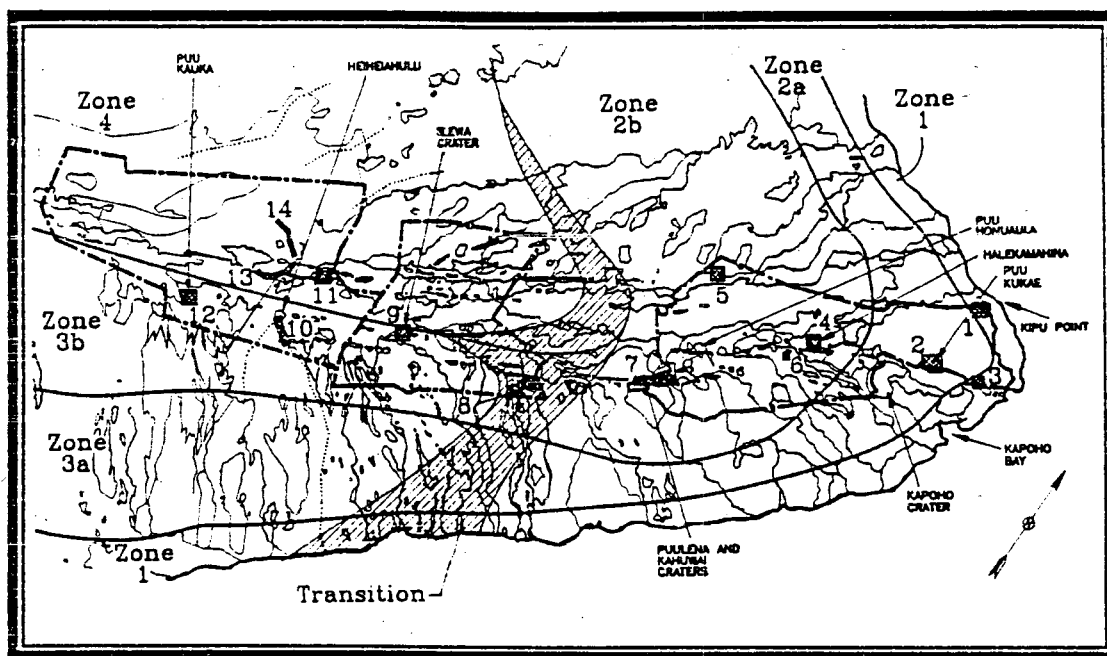 PUU
KAUKA
HEIHEIAHULU
Zone
4
ILEWA
CRATER
Zone
2b
Zone
2a
Zone
1
PUU
HONUAULA
HALEKAMAHINA
PUU
KUKAE
KIPU POINT
14
13
11
12
10
9
5
4
1
2
3
6
7
8
Zone
3b
Zone
3a
Zone
1
KAPOHO
BAY
KAPOHO
CRATER
PUULENA AND
KAHUWAI
CRATERS
Transition